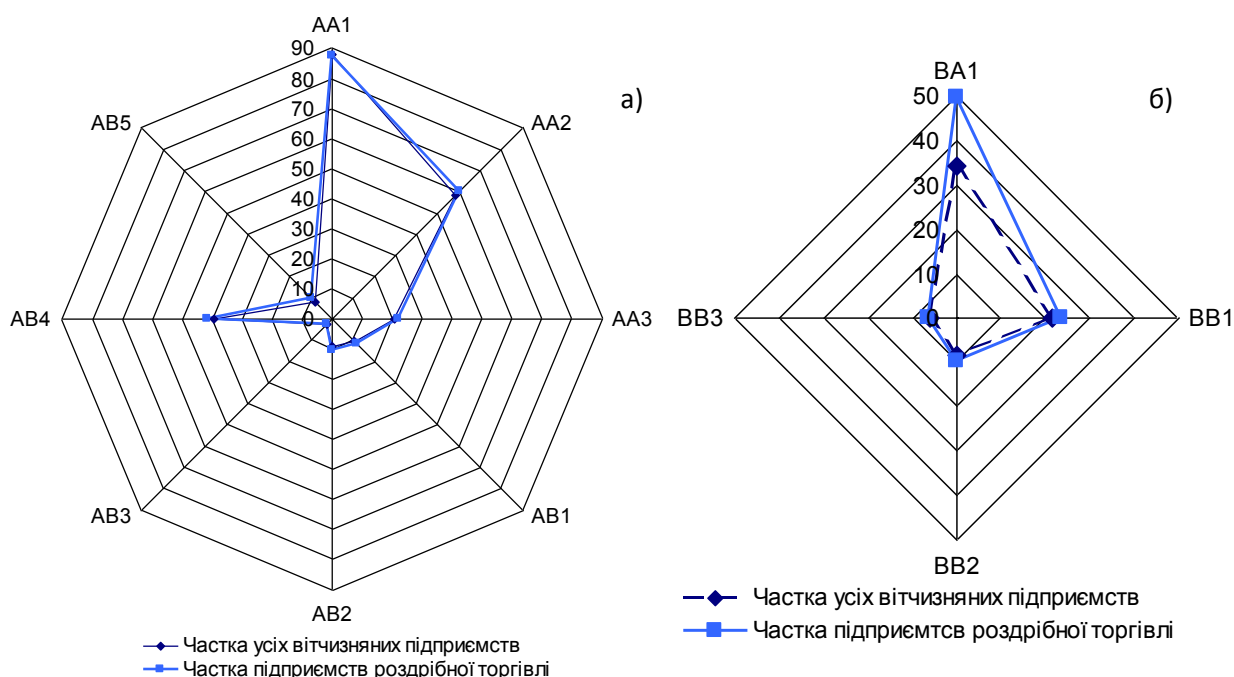 AA1
90
80
70
60
50
40
30
20
10
0
AA2
AA3
AB1
AB2
AB3
AB4
AB5
а)
Частка усіх вітчизняних підприємств
Частка підприємств роздрібної торгівлі
BA1
50
40
30
20
10
0
BB1
BB2
BB3
б)
Частка усіх вітчизняних підприємств
Частка підприємтсв роздрібної торгівлі